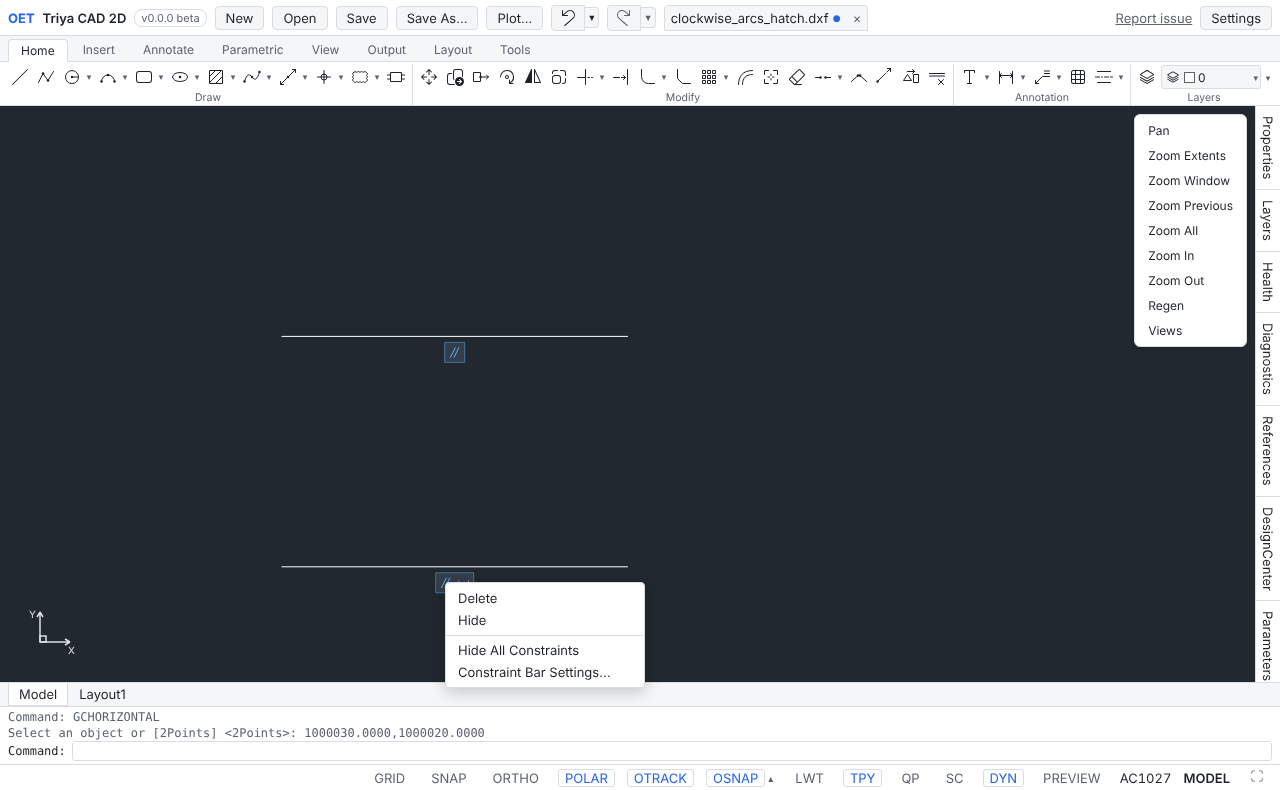 OET Triya CAD 2D v0.0.0 beta New Open Save Save As... Plot... clockwise_arcs_hatch.dxf × Report issue Settings
Home Insert Annotate Parametric View Output Layout Tools
0
Draw Modify Annotation Layers
Pan
Zoom Extents
Zoom Window
Zoom Previous
Zoom All
Zoom In
Zoom Out
Regen
Views
Properties
Layers
Health
Diagnostics
References
DesignCenter
Parameters
Delete
Hide
Hide All Constraints
Constraint Bar Settings...
Y
X
Model Layout1
Command: GCHORIZONTAL
Select an object or [2Points] <2Points>: 1000030.0000,1000020.0000
Command:
GRID SNAP ORTHO POLAR OTRACK OSNAP LWT TPY QP SC DYN PREVIEW AC1027 MODEL